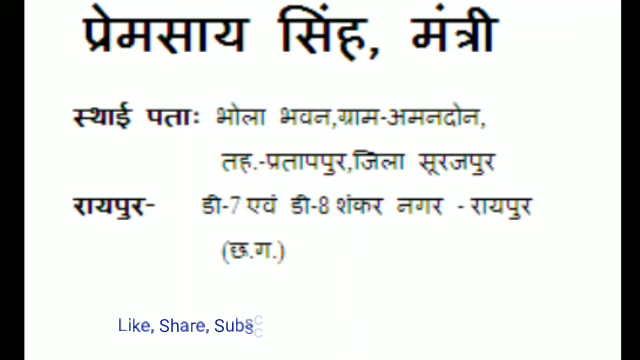 प्रेमसाय सिंह, मंत्री
स्थाई पताः भोला भवन,ग्राम-अमनदोन,
तह.-प्रतापपुर,जिला सूरजपुर
रायपुर- डी-7 एवं डी-8 शंकर नगर - रायपुर
(छ.ग.)
Like, Share, Subs